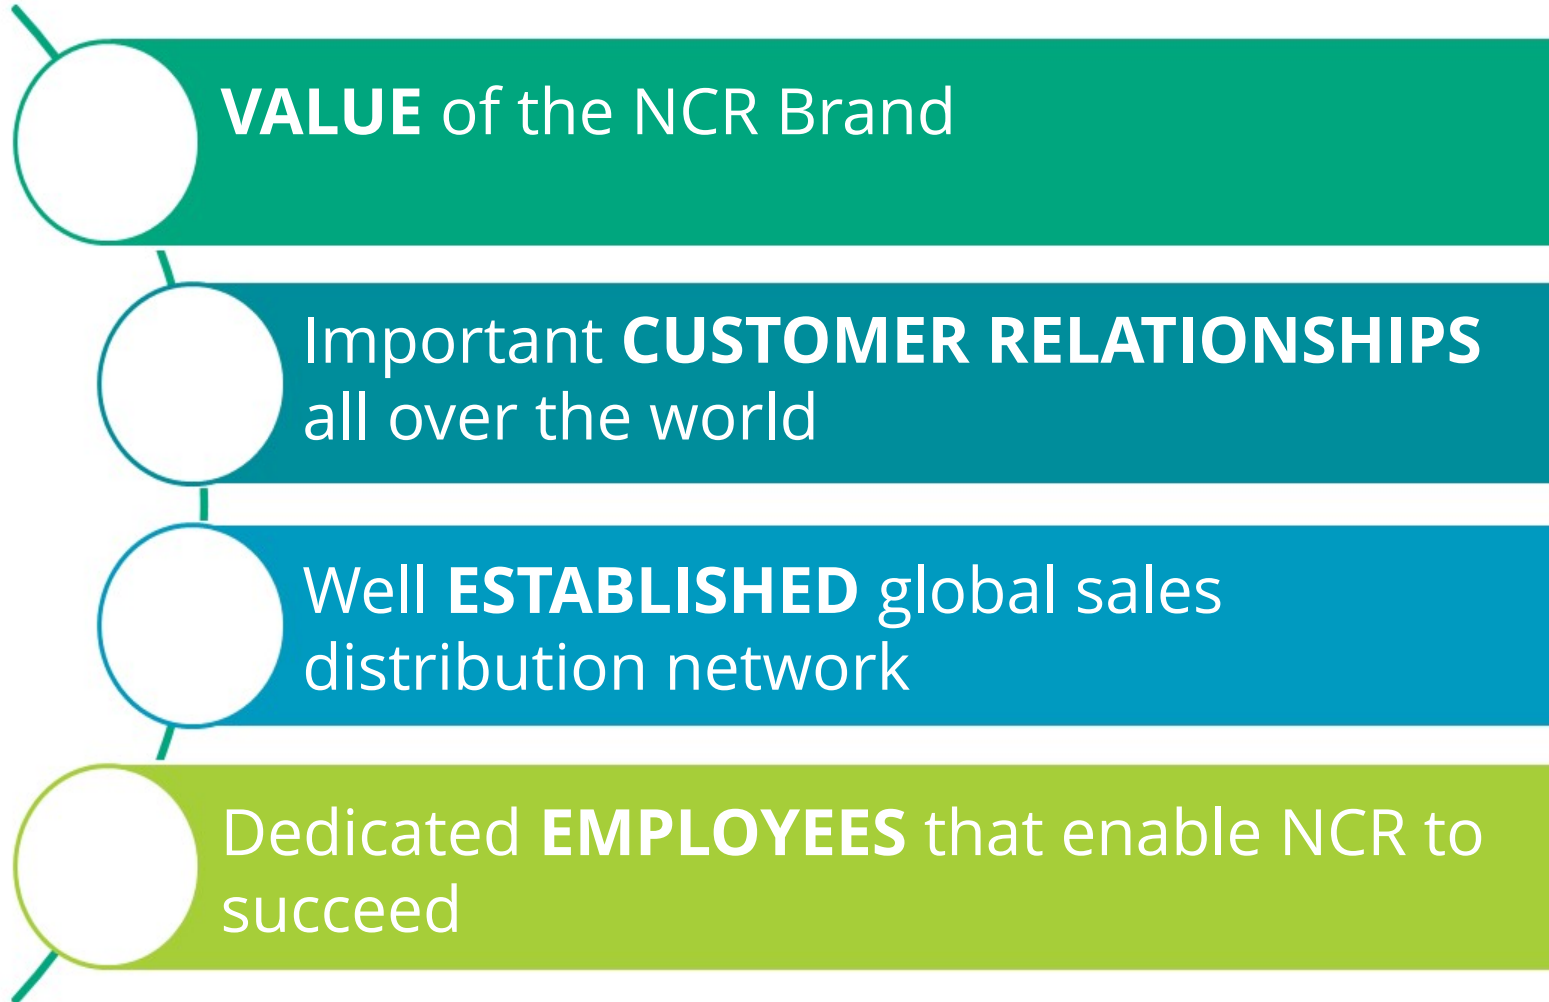 VALUE of the NCR Brand
Important CUSTOMER RELATIONSHIPS
all over the world
Well ESTABLISHED global sales
distribution network
Dedicated EMPLOYEES that enable NCR to
succeed